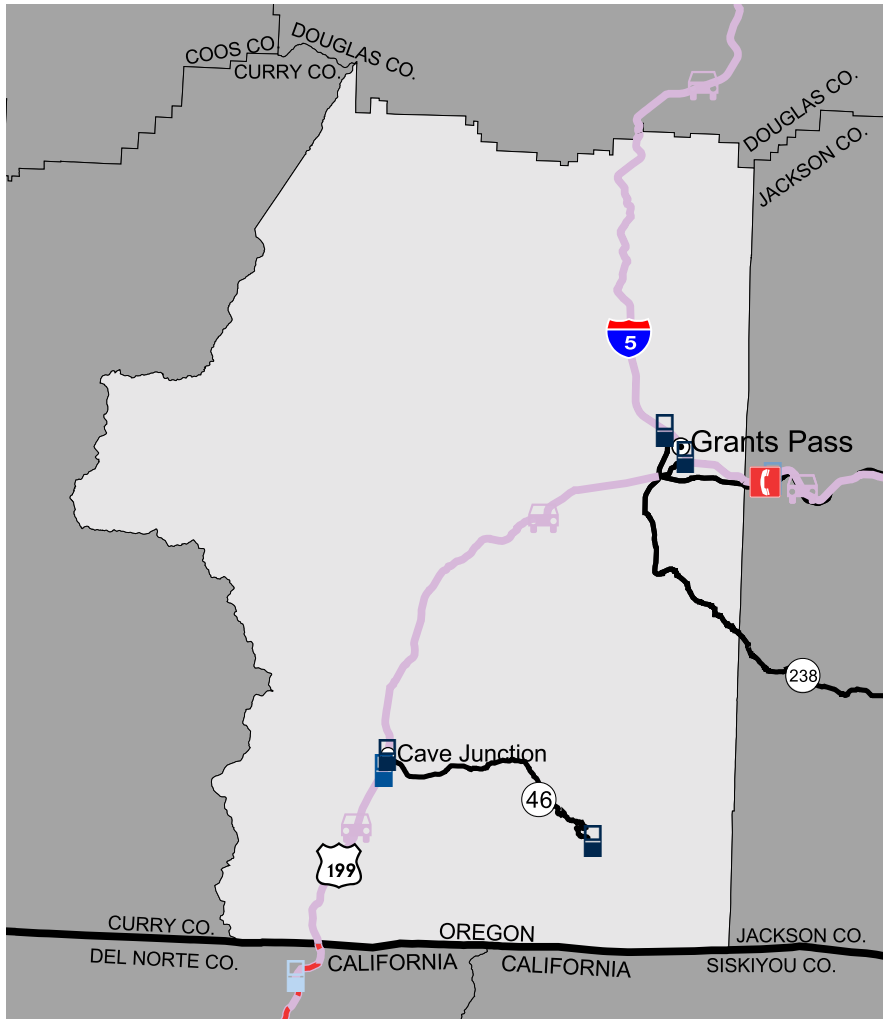 COOS CO.
DOUGLAS CO.
CURRY CO.
DOUGLAS CO.
JACKSON CO.
5
Grants Pass
238
Cave Junction
46
199
CURRY CO.
OREGON
JACKSON CO.
DEL NORTE CO.
CALIFORNIA
CALIFORNIA
SISKIYOU CO.